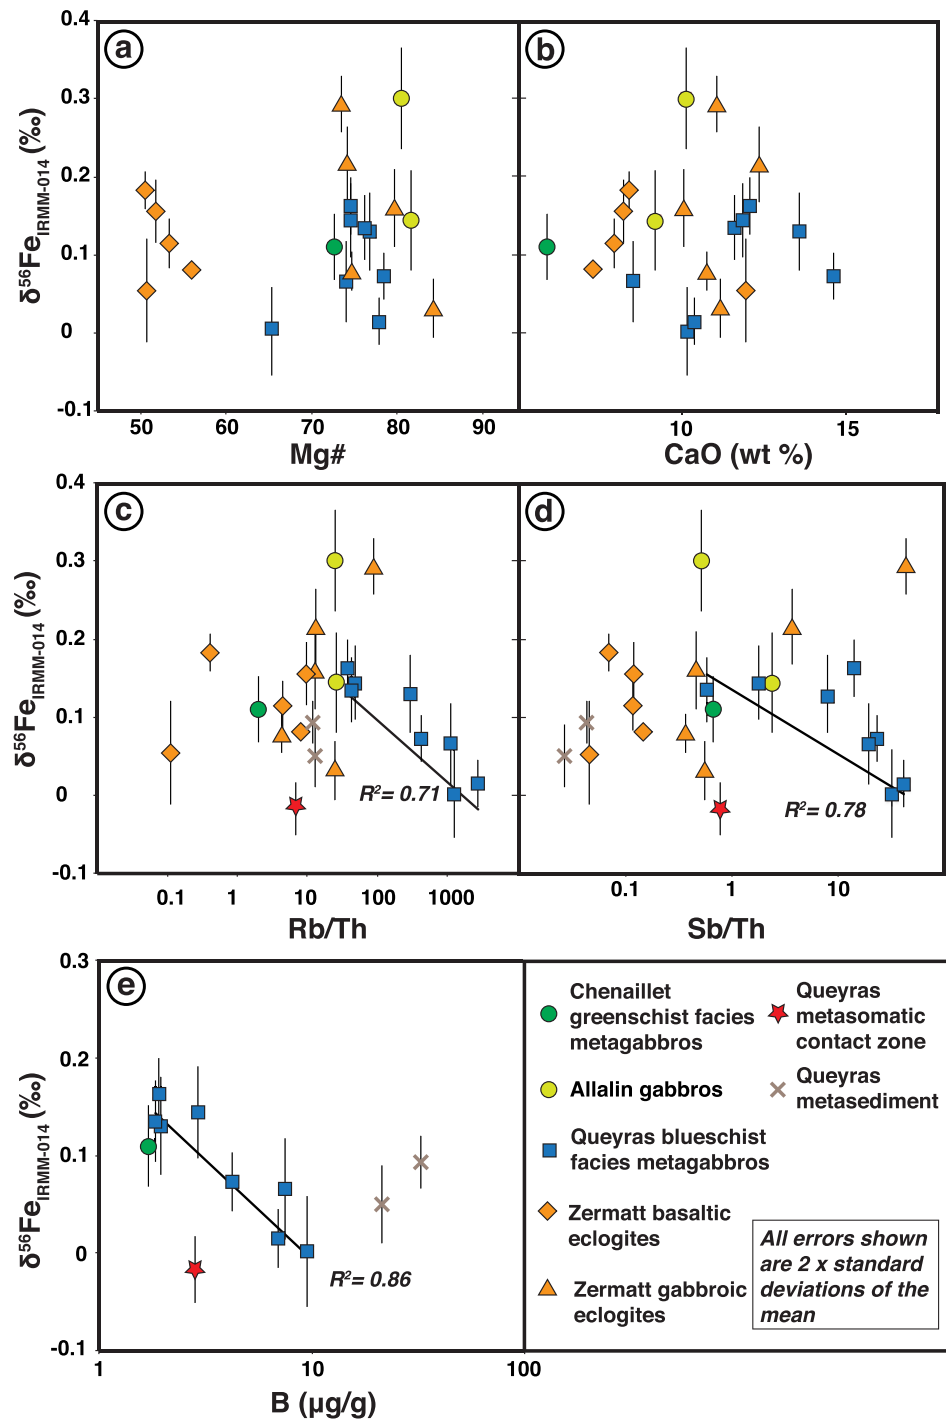 a
b
0.4
0.3
0.2
0.1
0
-0.1
δ⁵⁶Fe_IRMM-014 (‰)
50
60
70
80
90
Mg#
10
15
CaO (wt %)
c
d
0.4
0.3
0.2
0.1
0
-0.1
δ⁵⁶Fe_IRMM-014 (‰)
R²= 0.71
R²= 0.78
0.1
1
10
100
1000
Rb/Th
0.1
1
10
Sb/Th
e
0.3
0.2
0.1
0
-0.1
δ⁵⁶Fe_IRMM-014 (‰)
R²= 0.86
1
10
100
B (µg/g)
Chenaillet
greenschist facies
metagabbros
Allalin gabbros
Queyras blueschist
facies metagabbros
Zermatt basaltic
eclogites
Zermatt gabbroic
eclogites
Queyras
metasomatic
contact zone
Queyras
metasediment
All errors shown
are 2 x standard
deviations of the
mean